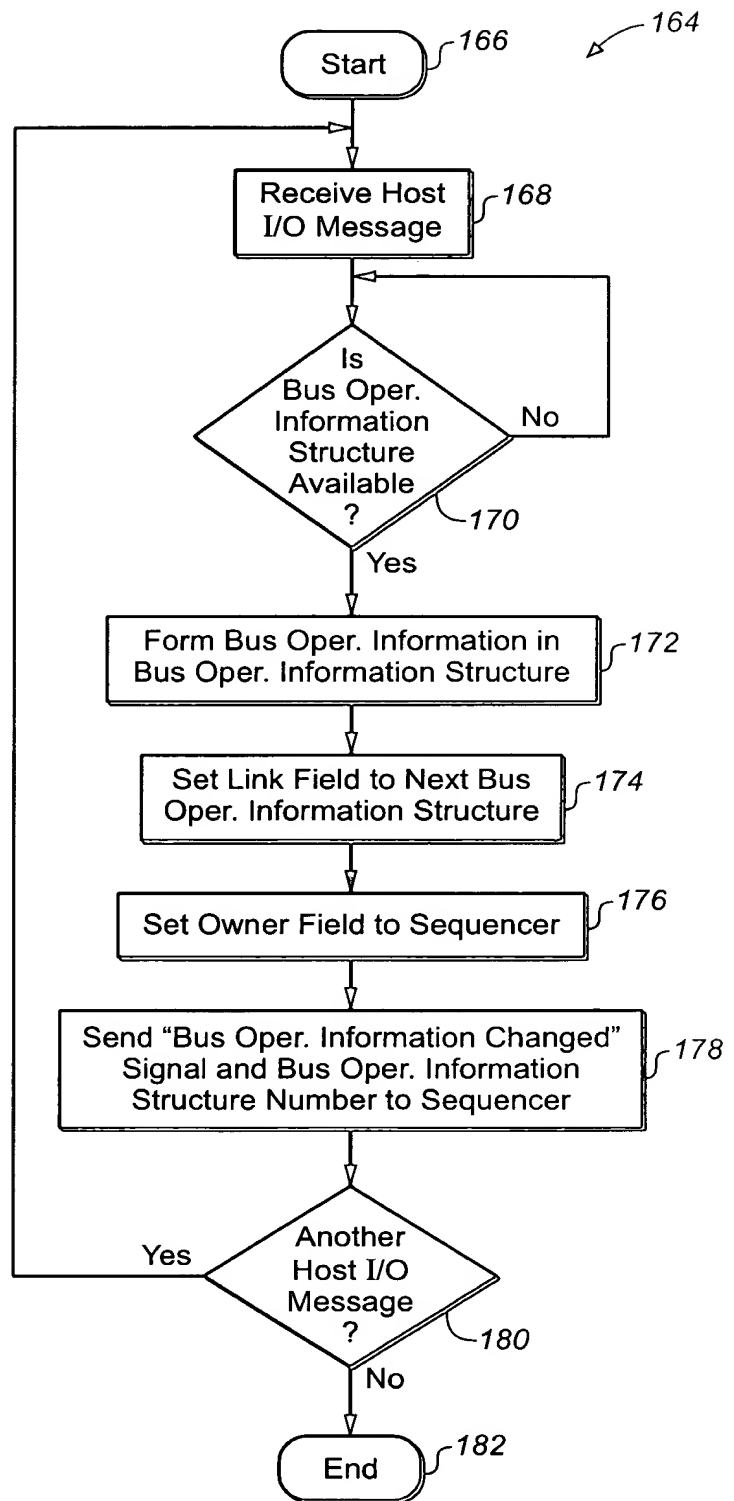 164
Start
166
Receive Host
I/O Message
168
Is
Bus Oper.
Information
Structure
Available
?
No
170
Yes
Form Bus Oper. Information in
Bus Oper. Information Structure
172
Set Link Field to Next Bus
Oper. Information Structure
174
Set Owner Field to Sequencer
176
Send “Bus Oper. Information Changed”
Signal and Bus Oper. Information
Structure Number to Sequencer
178
Yes
Another
Host I/O
Message
?
180
No
End
182